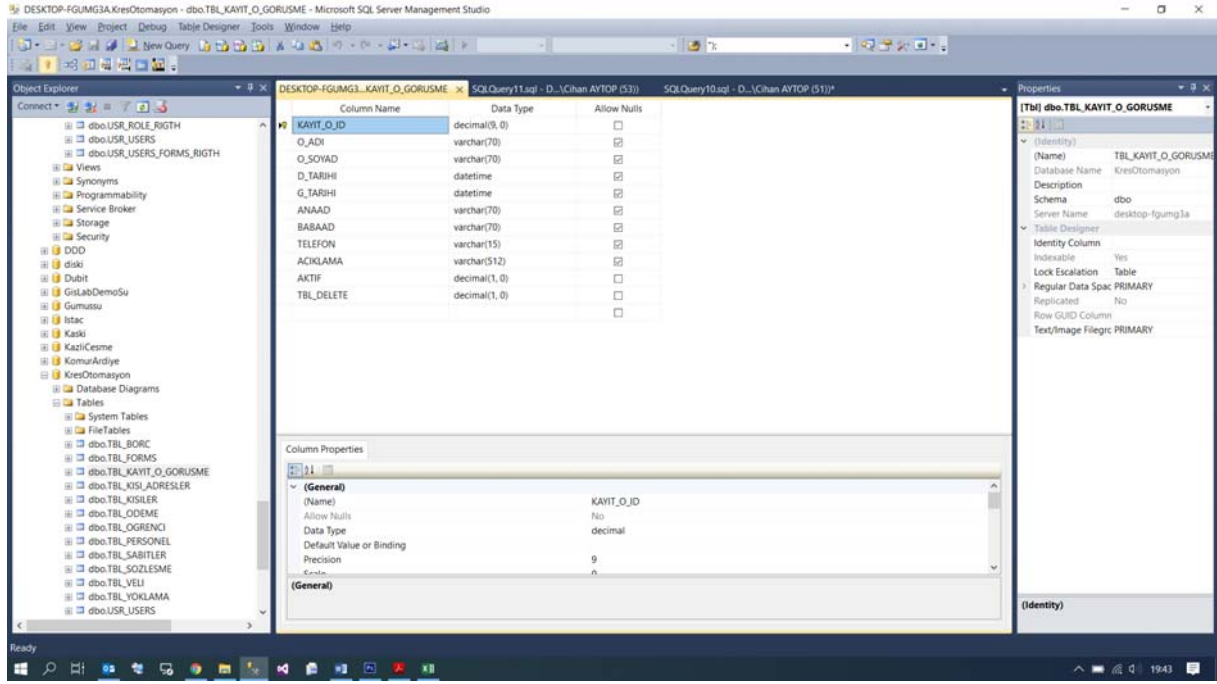 DESKTOP-FGUMG3A.KresOtomasyon - dbo.TBL_KAYIT_O_GORUSME - Microsoft SQL Server Management Studio
File Edit View Project Debug Table Designer Tools Window Help
New Query
Object Explorer
Connect
dbo.USR_ROLE_RIGTH
dbo.USR_USERS
dbo.USR_USERS_FORMS_RIGTH
Views
Synonyms
Programmability
Service Broker
Storage
Security
DDD
diski
Dubit
GisLabDemoSu
Gumussu
Istac
Kaski
KazliCesme
KomurArdiye
KresOtomasyon
Database Diagrams
Tables
System Tables
FileTables
dbo.TBL_BORC
dbo.TBL_FORMS
dbo.TBL_KAYIT_O_GORUSME
dbo.TBL_KISI_ADRESLER
dbo.TBL_KISILER
dbo.TBL_ODEME
dbo.TBL_OGRENCI
dbo.TBL_PERSONEL
dbo.TBL_SABITLER
dbo.TBL_SOZLESME
dbo.TBL_VELI
dbo.TBL_YOKLAMA
dbo.USR_USERS
DESKTOP-FGUMG3...KAYIT_O_GORUSME SQLQuery11.sql - D...\Cihan AYTOP (53)) SQLQuery10.sql - D...\Cihan AYTOP (51))*
Column Name Data Type Allow Nulls
KAYIT_O_ID decimal(9, 0)
O_ADI varchar(70)
O_SOYAD varchar(70)
D_TARIHI datetime
G_TARIHI datetime
ANAAD varchar(70)
BABAAD varchar(70)
TELEFON varchar(15)
ACIKLAMA varchar(512)
AKTIF decimal(1, 0)
TBL_DELETE decimal(1, 0)
Column Properties
(General)
(Name) KAYIT_O_ID
Allow Nulls No
Data Type decimal
Default Value or Binding
Precision 9
Scale 0
(General)
Properties
[Tbl] dbo.TBL_KAYIT_O_GORUSME
(Identity)
(Name) TBL_KAYIT_O_GORUSME
Database Name KresOtomasyon
Description
Schema dbo
Server Name desktop-fgumg3a
Table Designer
Identity Column
Indexable Yes
Lock Escalation Table
Regular Data Spac PRIMARY
Replicated No
Row GUID Column
Text/Image Filegrc PRIMARY
(Identity)
Ready
19:43